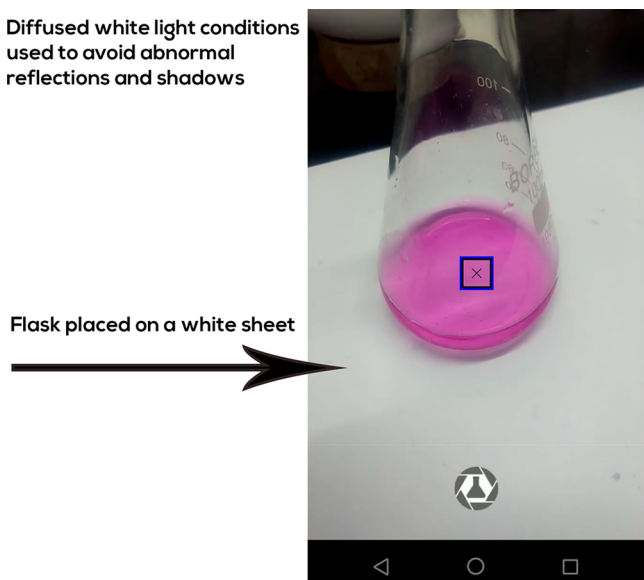 Diffused white light conditions
used to avoid abnormal
reflections and shadows
100
80
Flask placed on a white sheet